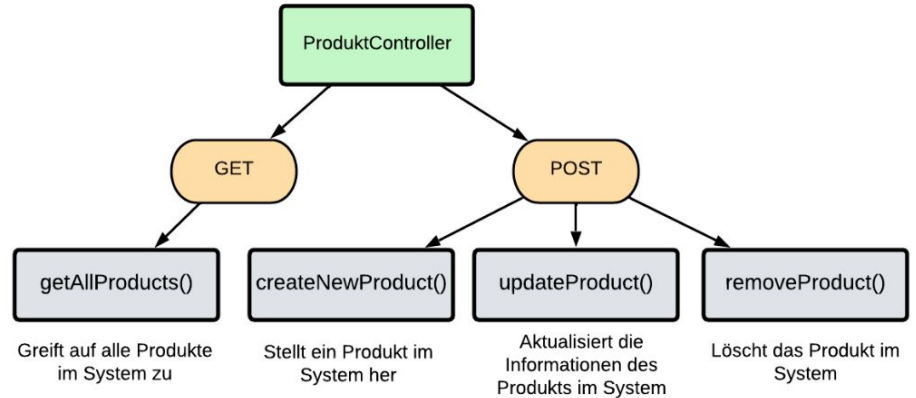 ProduktController
GET
POST
getAllProducts()
createNewProduct()
updateProduct()
removeProduct()
Greift auf alle Produkte
im System zu
Stellt ein Produkt im
System her
Aktualisiert die
Informationen des
Produkts im System
Löscht das Produkt im
System